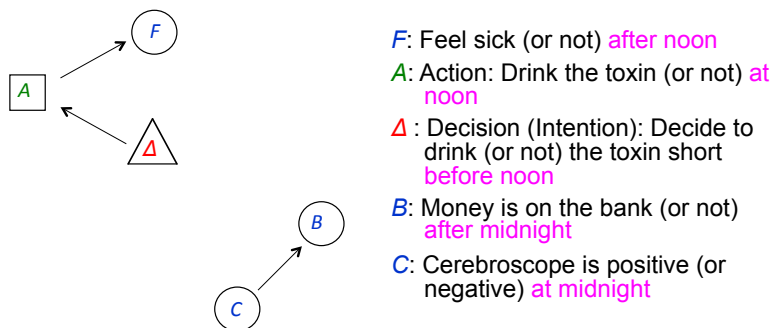 F
A
Δ
B
C
F: Feel sick (or not) after noon
A: Action: Drink the toxin (or not) at
noon
Δ : Decision (Intention): Decide to
drink (or not) the toxin short
before noon
B: Money is on the bank (or not)
after midnight
C: Cerebroscope is positive (or
negative) at midnight